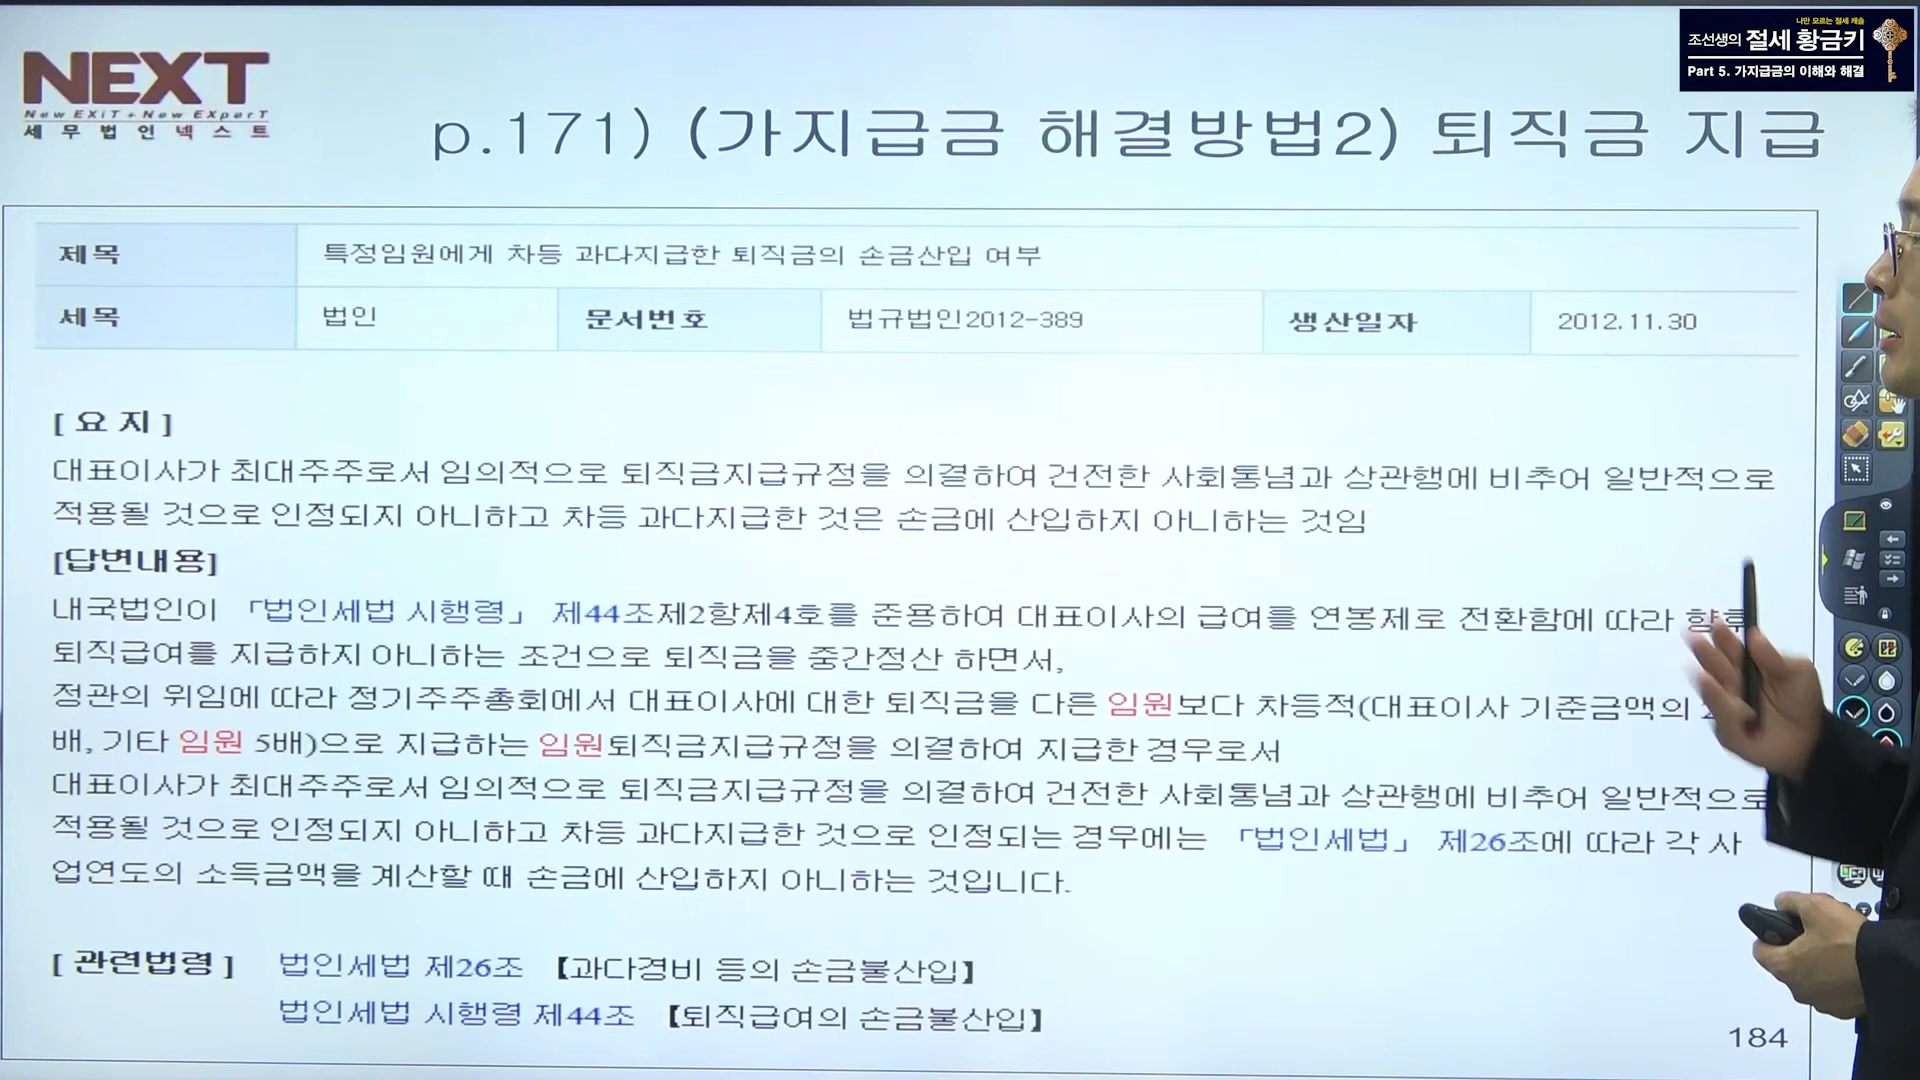 나만 모르는 절세 캐슬
조선생의 절세 황금키
Part 5. 가지급금의 이해와 해결
NEXT
New EXiT + New EXperT
세무법인넥스트
p.171) (가지급금 해결방법2) 퇴직금 지급
제목 특정임원에게 차등 과다지급한 퇴직금의 손금산입 여부
세목 법인 문서번호 법규법인2012-389 생산일자 2012.11.30
[ 요 지 ]
대표이사가 최대주주로서 임의적으로 퇴직금지급규정을 의결하여 건전한 사회통념과 상관행에 비추어 일반적으로
적용될 것으로 인정되지 아니하고 차등 과다지급한 것은 손금에 산입하지 아니하는 것임
[답변내용]
내국법인이 「법인세법 시행령」 제44조제2항제4호를 준용하여 대표이사의 급여를 연봉제로 전환함에 따라 향후
퇴직급여를 지급하지 아니하는 조건으로 퇴직금을 중간정산 하면서,
정관의 위임에 따라 정기주주총회에서 대표이사에 대한 퇴직금을 다른 임원보다 차등적(대표이사 기준금액의
배, 기타 임원 5배)으로 지급하는 임원퇴직금지급규정을 의결하여 지급한 경우로서
대표이사가 최대주주로서 임의적으로 퇴직금지급규정을 의결하여 건전한 사회통념과 상관행에 비추어 일반적으로
적용될 것으로 인정되지 아니하고 차등 과다지급한 것으로 인정되는 경우에는 「법인세법」 제26조에 따라 각 사
업연도의 소득금액을 계산할 때 손금에 산입하지 아니하는 것입니다.
[ 관련법령 ] 법인세법 제26조 【과다경비 등의 손금불산입】
법인세법 시행령 제44조 【퇴직급여의 손금불산입】
184